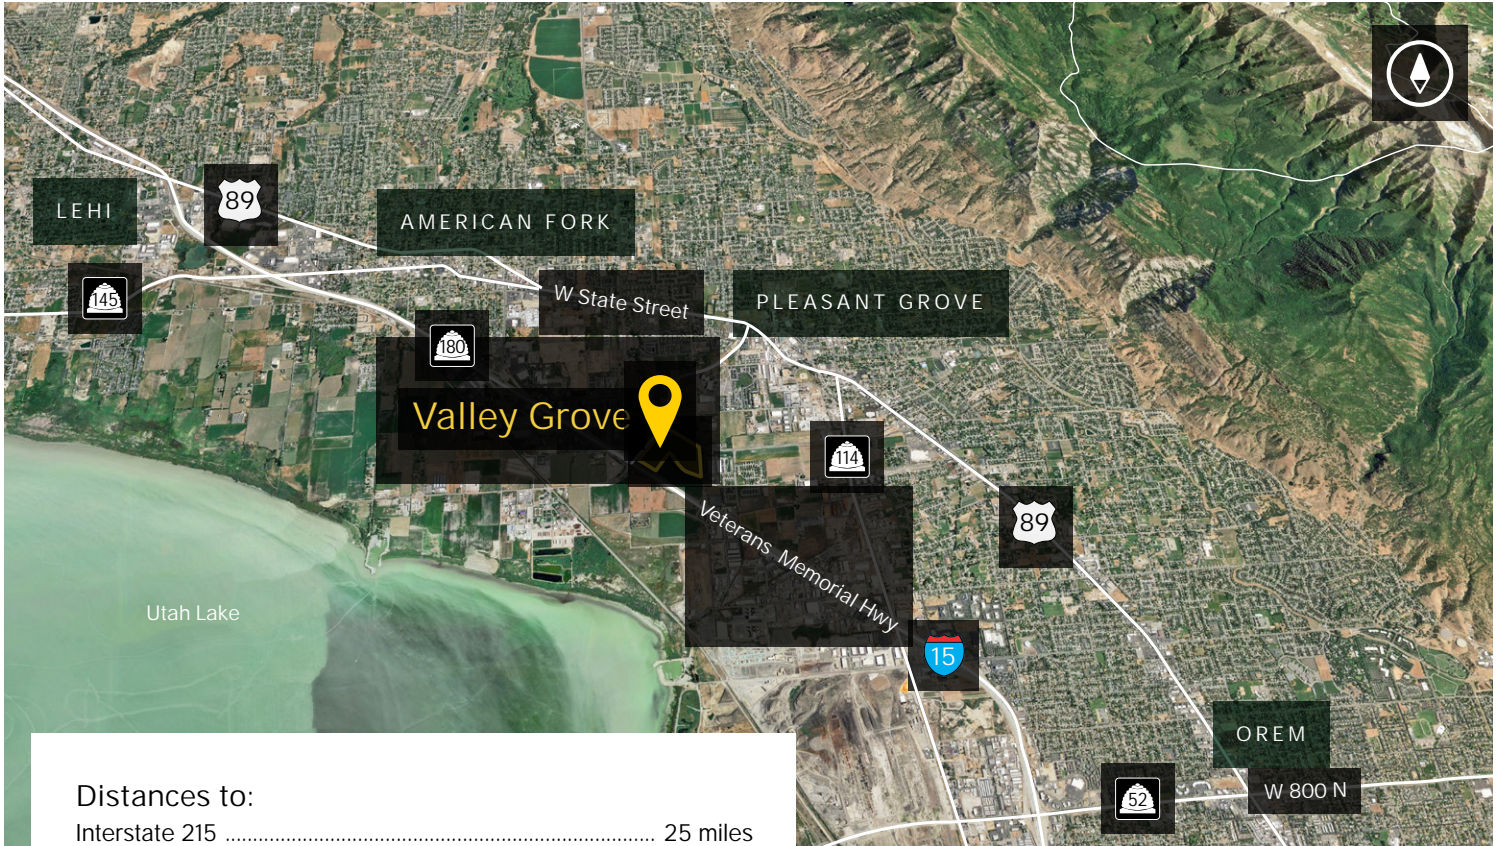 LEHI
89
AMERICAN FORK
145
W State Street
PLEASANT GROVE
180
Valley Grove
114
89
Veterans Memorial Hwy
Utah Lake
15
OREM
52
W 800 N
Distances to:
Interstate 215 ........................................................................................ 25 miles